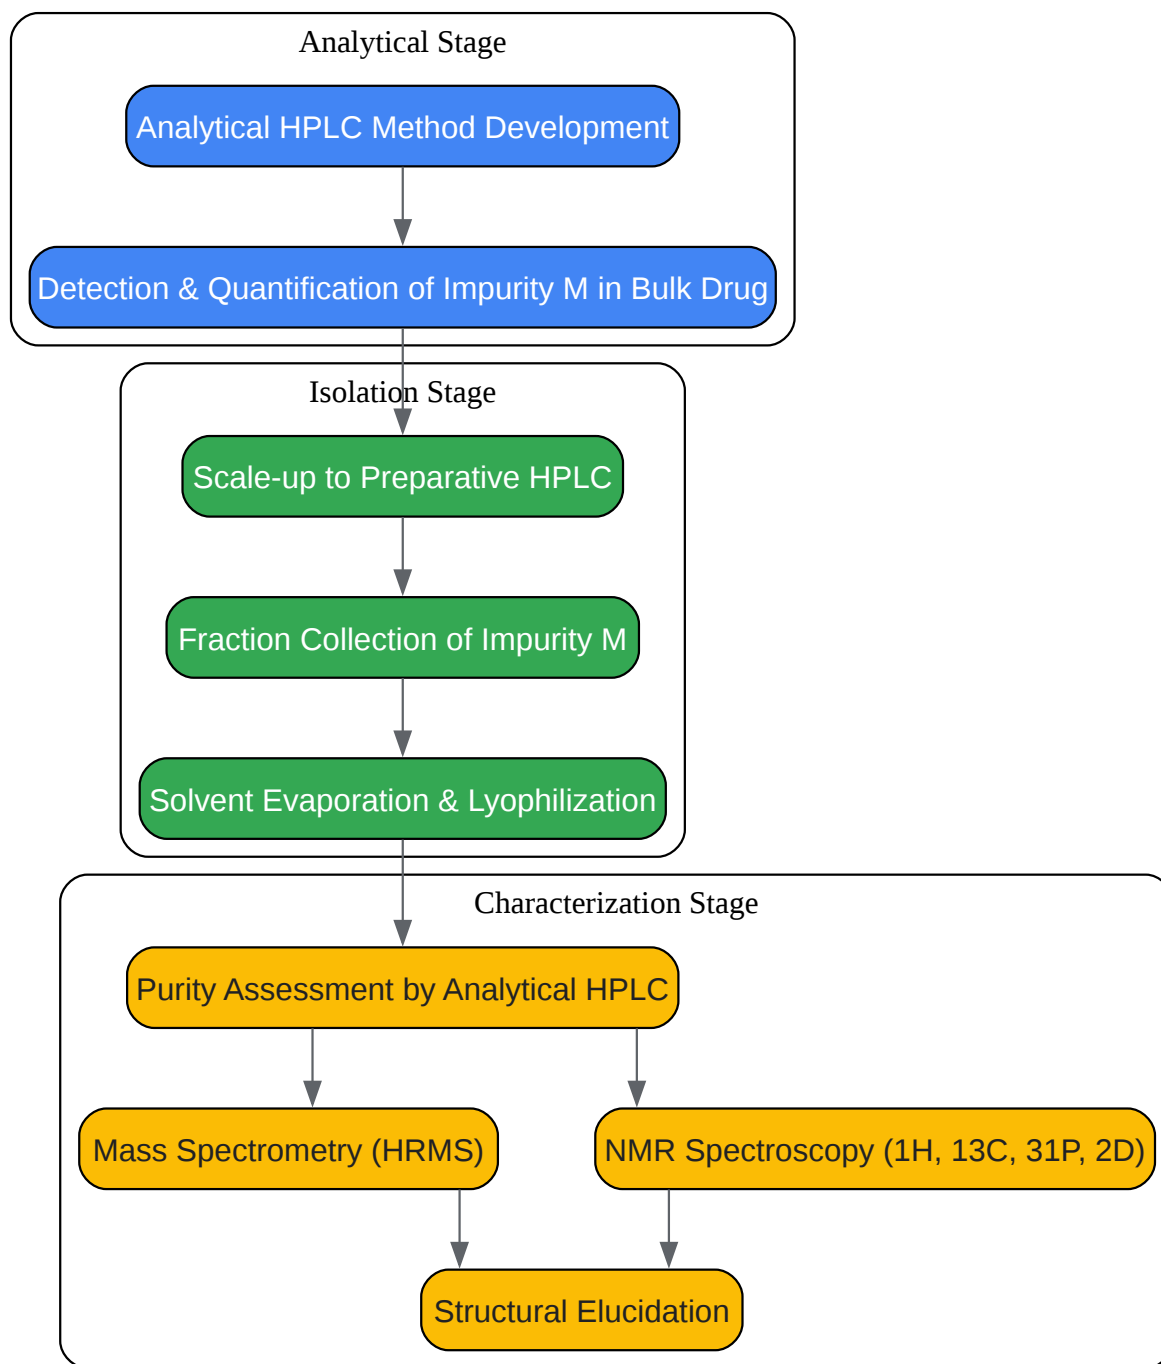 Analytical Stage
Analytical HPLC Method Development
Detection & Quantification of Impurity M in Bulk Drug
Isolation Stage
Scale-up to Preparative HPLC
Fraction Collection of Impurity M
Solvent Evaporation & Lyophilization
Characterization Stage
Purity Assessment by Analytical HPLC
Mass Spectrometry (HRMS)
NMR Spectroscopy (1H, 13C, 31P, 2D)
Structural Elucidation